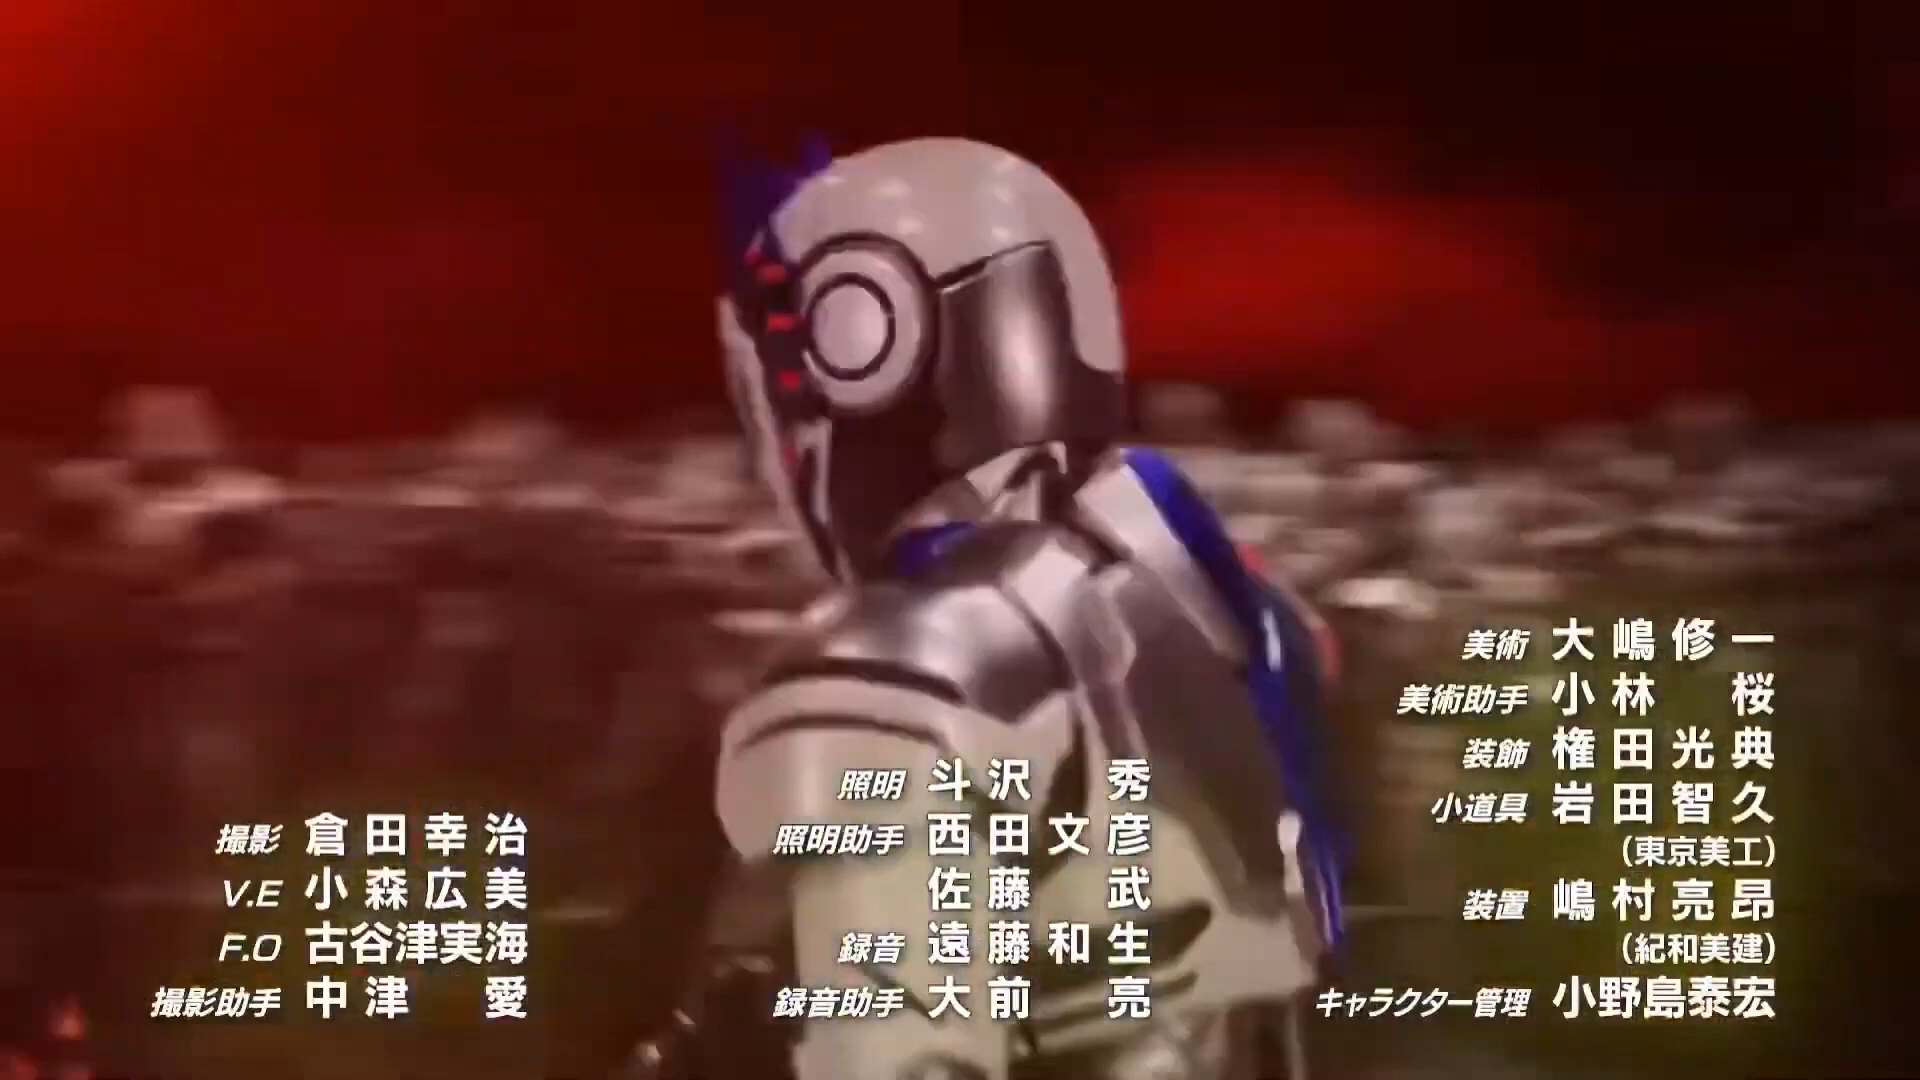 撮影 倉田幸治
V.E 小森広美
F.O 古谷津実海
撮影助手 中津 愛
照明 斗沢 秀
照明助手 西田文彦
佐藤 武
録音 遠藤和生
録音助手 大前 亮
美術 大嶋修一
美術助手 小林 桜
装飾 権田光典
小道具 岩田智久
(東京美工)
装置 嶋村亮昂
(紀和美建)
キャラクター管理 小野島泰宏